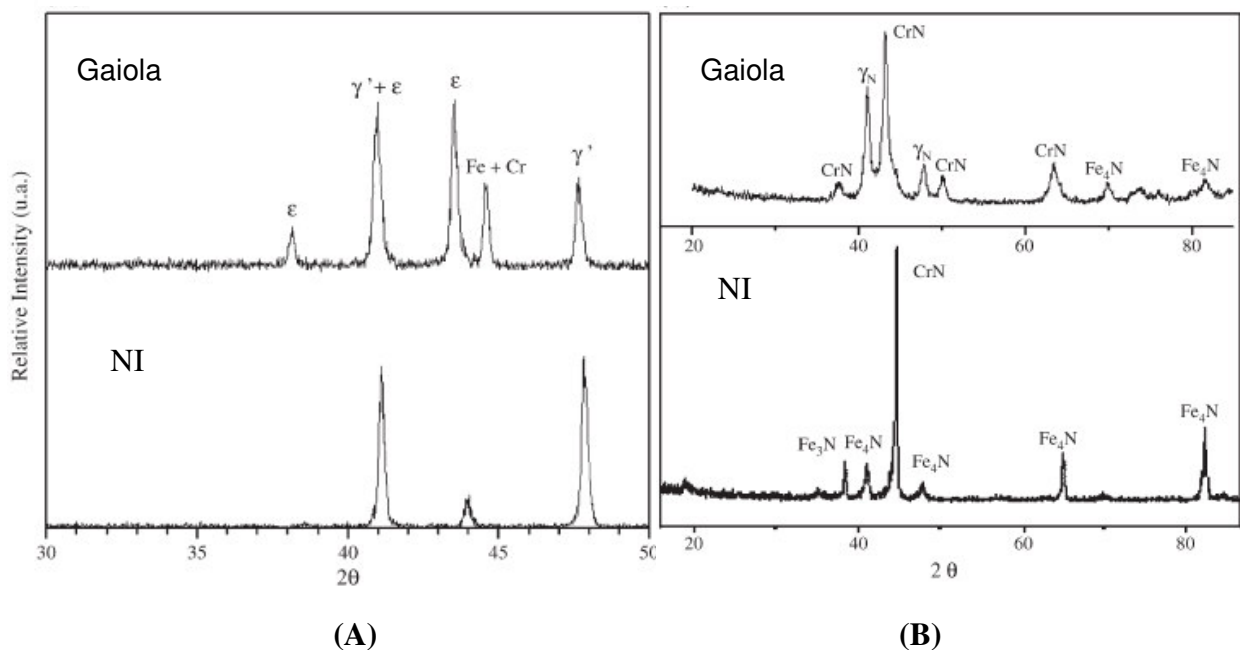 Gaiola
ε
γ '+ ε
ε
Fe + Cr
γ '
NI
Relative Intensity (u.a.)
30
35
40
45
50
2θ
(A)
Gaiola
CrN
γN
CrN
γN
CrN
CrN
Fe4N
Fe4N
20
40
60
80
NI
CrN
Fe3N
Fe4N
Fe4N
Fe4N
Fe4N
20
40
60
80
2 θ
(B)